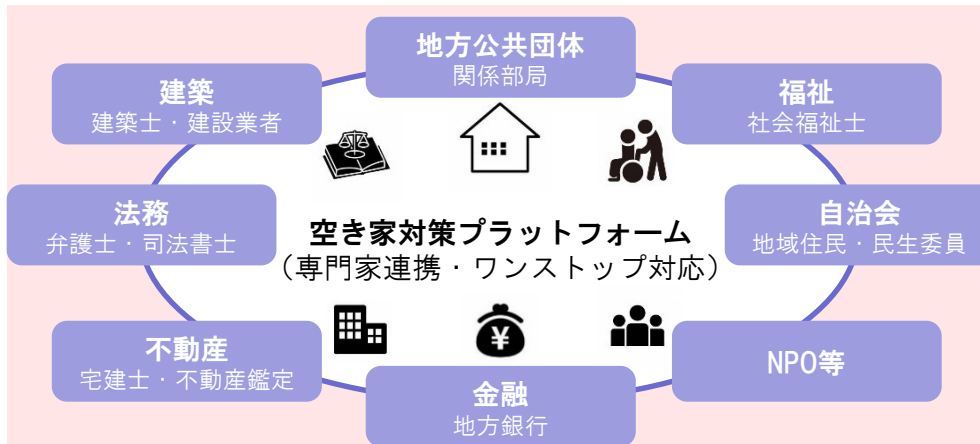 地方公共団体
関係部局
建築
建築士・建設業者
福祉
社会福祉士
法務
弁護士・司法書士
空き家対策プラットフォーム
（専門家連携・ワンストップ対応）
自治会
地域住民・民生委員
不動産
宅建士・不動産鑑定
¥
金融
地方銀行
NPO等